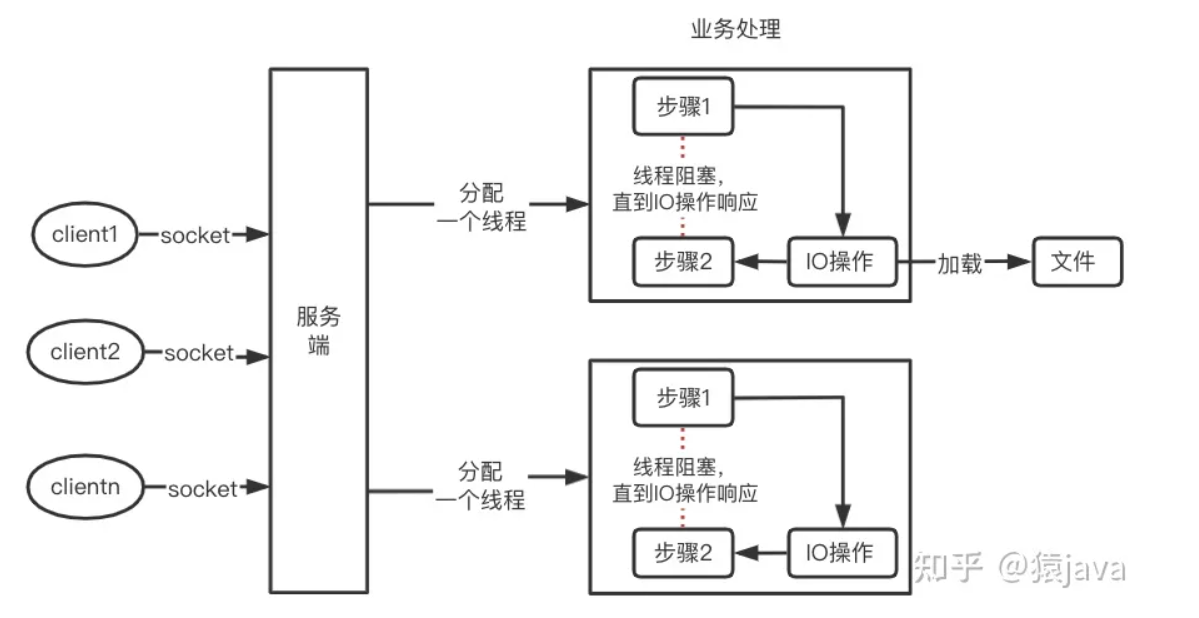 业务处理
client1
socket
client2
socket
clientn
socket
服务
端
分配
一个线程
步骤1
线程阻塞，
直到IO操作响应
步骤2
IO操作
加载
文件
分配
一个线程
步骤1
线程阻塞，
直到IO操作响应
步骤2
IO操作
知乎 @猿java